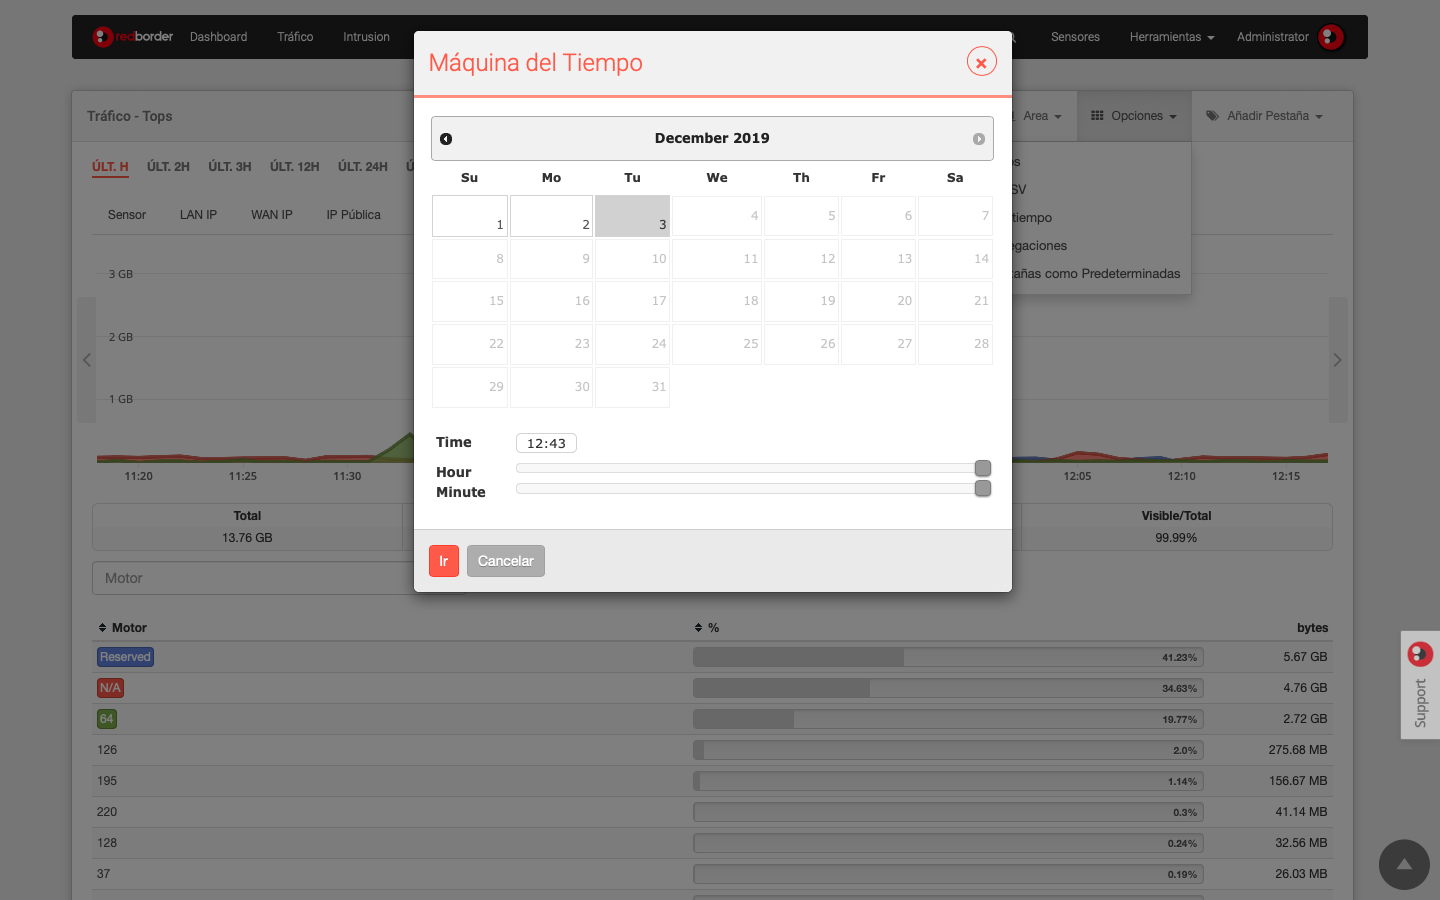 redborder Dashboard Tráfico Intrusion Sensores Herramientas Administrator
Máquina del Tiempo
Tráfico - Tops Area Opciones Añadir Pestaña
December 2019
ÚLT. H ÚLT. 2H ÚLT. 3H ÚLT. 12H ÚLT. 24H
Sensor LAN IP WAN IP IP Pública
Su Mo Tu We Th Fr Sa
1 2 3 4 5 6 7
8 9 10 11 12 13 14
15 16 17 18 19 20 21
22 23 24 25 26 27 28
29 30 31
tiempo
como Predeterminadas
3 GB
2 GB
1 GB
Time 12:43
Hour
Minute
11:20 11:25 11:30 12:05 12:10 12:15
Total Visible/Total
13.76 GB 99.99%
Ir Cancelar
Motor
Motor % bytes
Reserved 41.23% 5.67 GB
N/A 34.63% 4.76 GB
64 19.77% 2.72 GB
126 2.0% 275.68 MB
195 1.14% 156.67 MB
220 0.3% 41.14 MB
128 0.24% 32.56 MB
37 0.19% 26.03 MB
Support